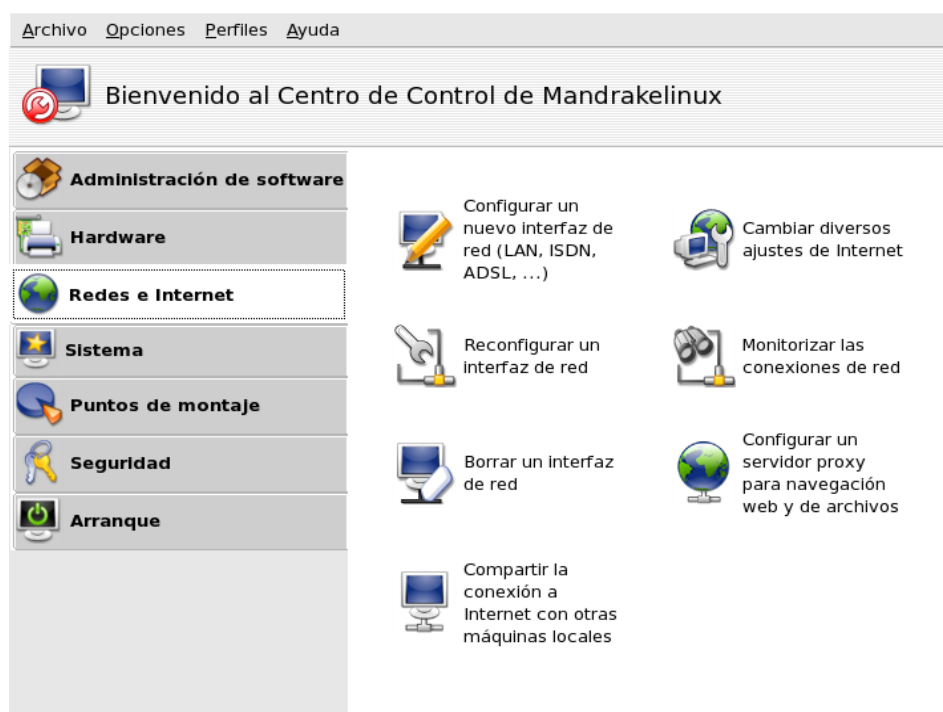 Archivo Opciones Perfiles Ayuda
Bienvenido al Centro de Control de Mandrakelinux
Administración de software
Hardware
Redes e Internet
Sistema
Puntos de montaje
Seguridad
Arranque
Configurar un
nuevo interfaz de
red (LAN, ISDN,
ADSL, ...)
Cambiar diversos
ajustes de Internet
Reconfigurar un
interfaz de red
Monitorizar las
conexiones de red
Borrar un interfaz
de red
Configurar un
servidor proxy
para navegación
web y de archivos
Compartir la
conexión a
Internet con otras
máquinas locales